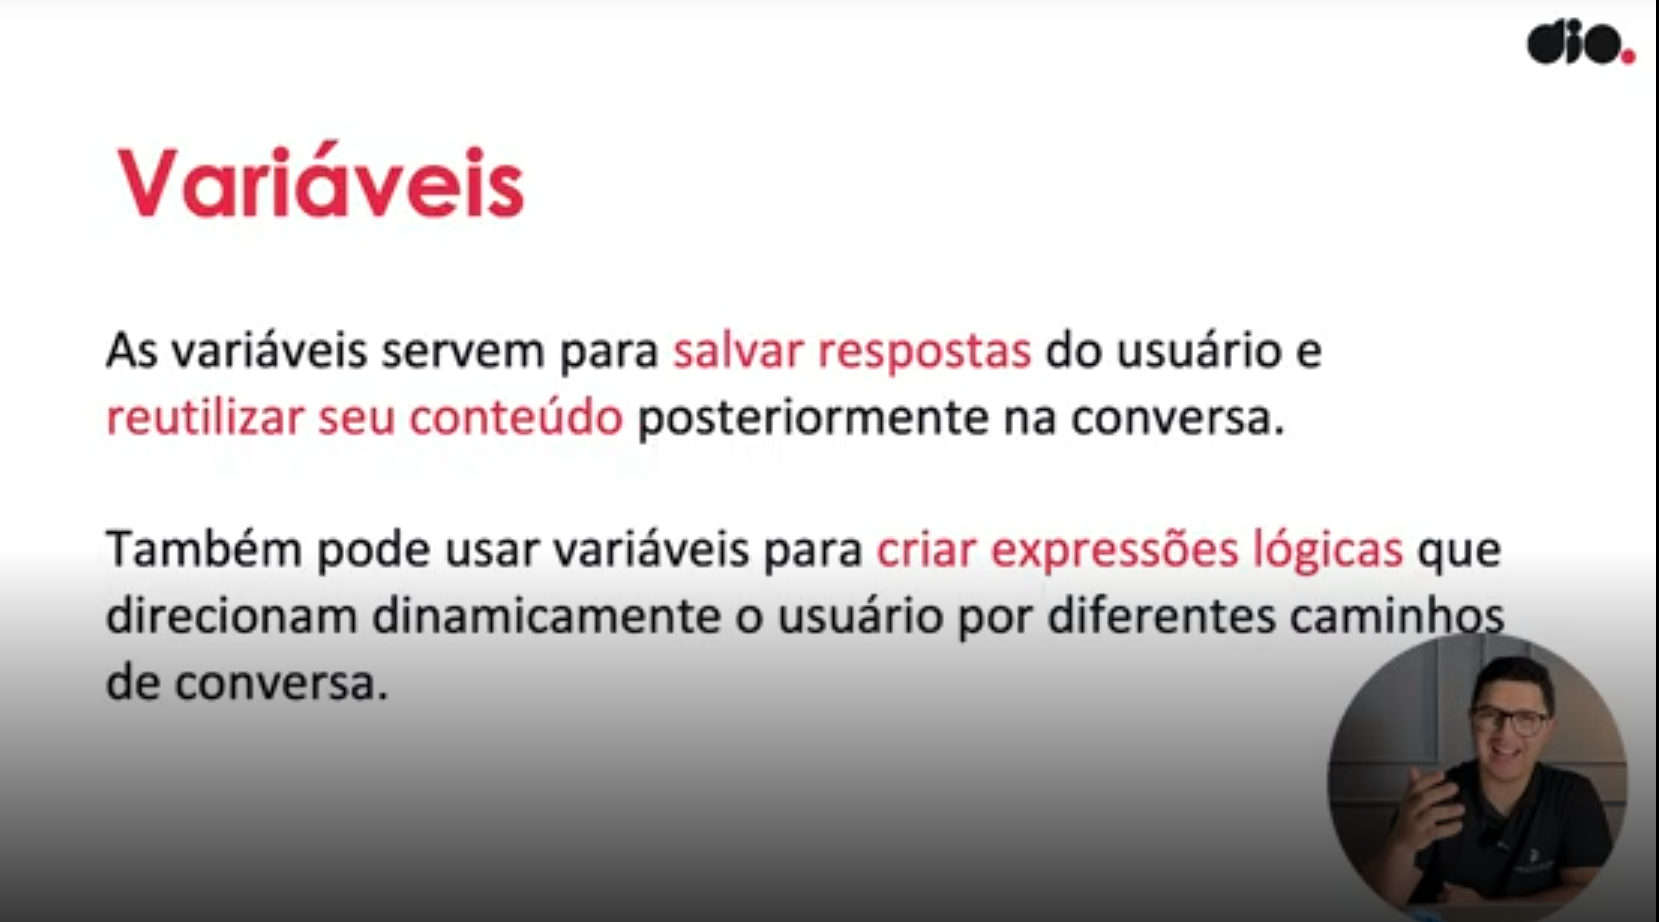 dio.
Variáveis
As variáveis servem para salvar respostas do usuário e
reutilizar seu conteúdo posteriormente na conversa.
Também pode usar variáveis para criar expressões lógicas que
direcionam dinamicamente o usuário por diferentes caminhos
de conversa.